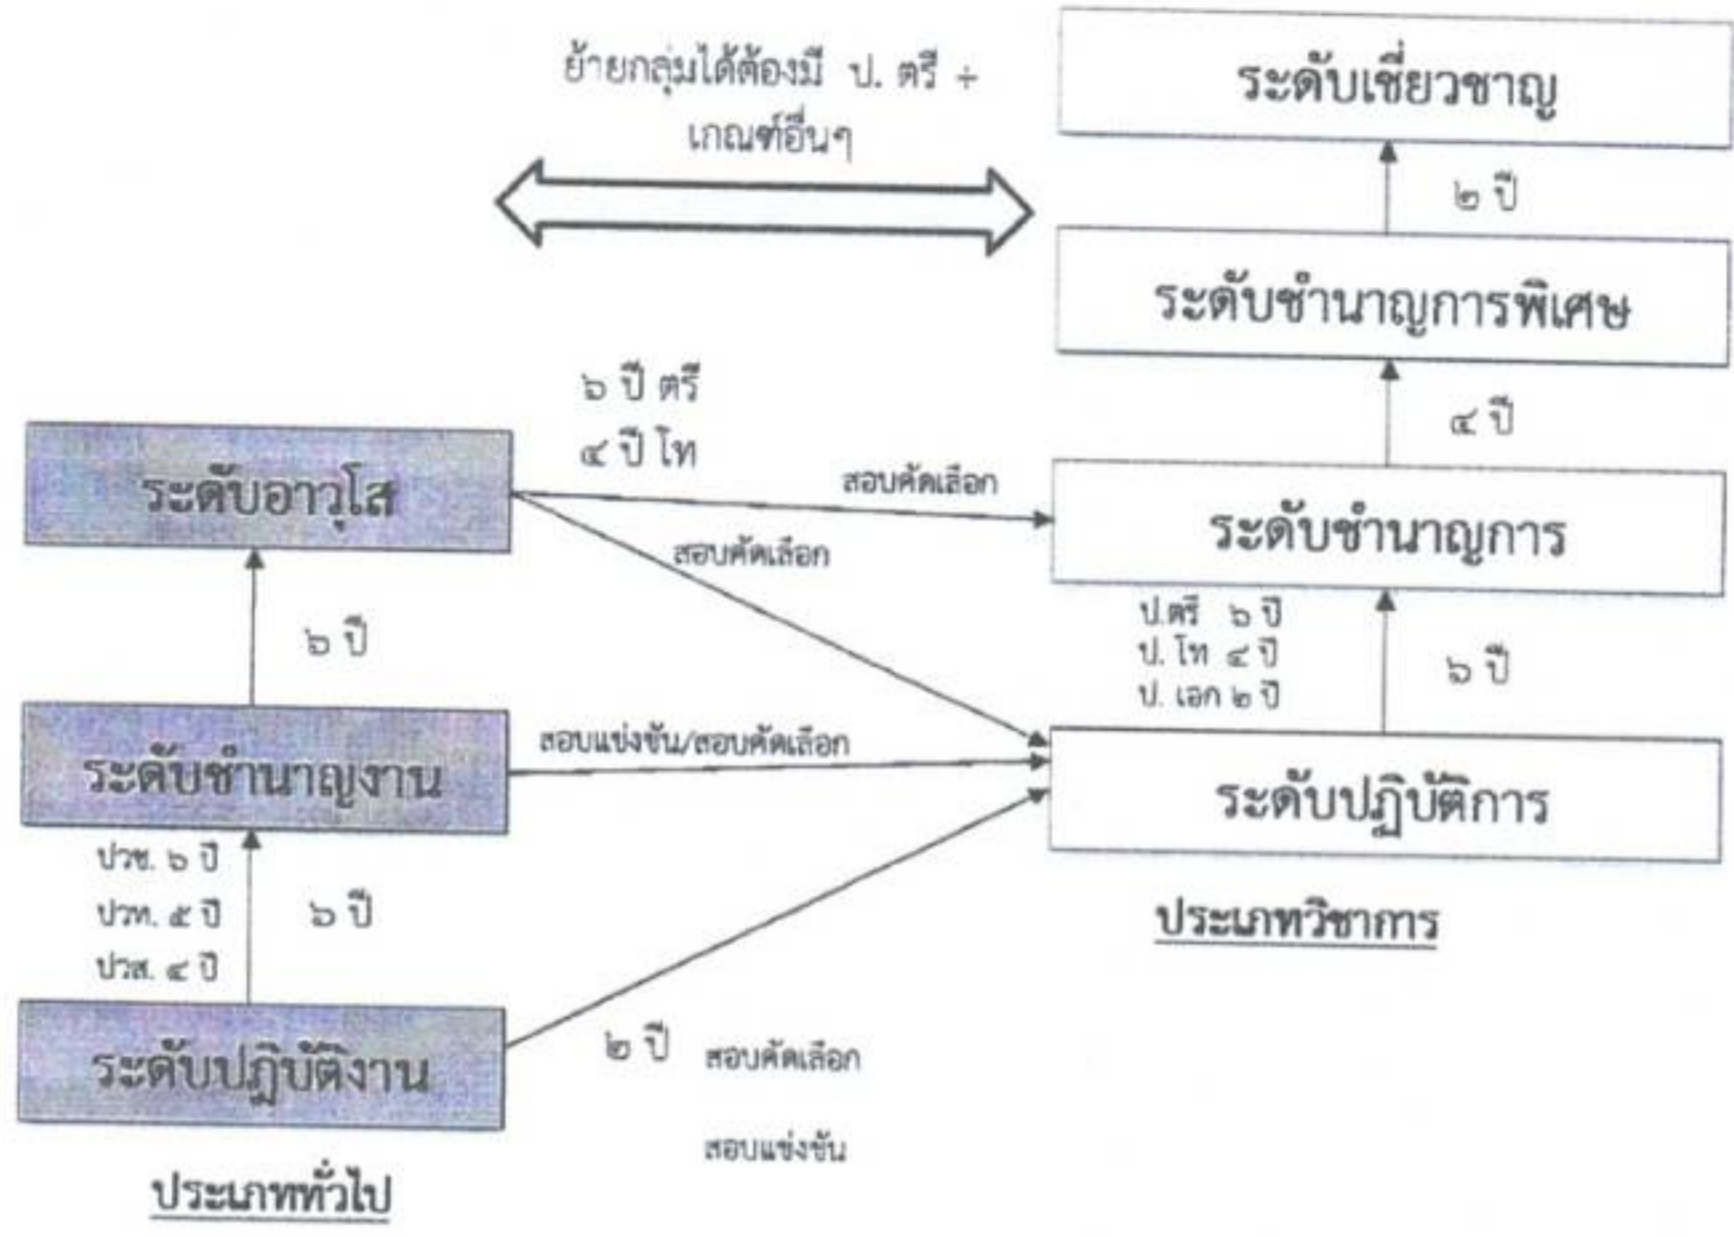 ย้ายกลุ่มได้ต้องมี ป. ตรี +
เกณฑ์อื่นๆ
ระดับเชี่ยวชาญ
๒ ปี
ระดับชำนาญการพิเศษ
๔ ปี
๖ ปี ตรี
๔ ปี โท
ระดับอาวุโส
สอบคัดเลือก
ระดับชำนาญการ
สอบคัดเลือก
ป.ตรี ๖ ปี
ป. โท ๔ ปี
ป. เอก ๒ ปี
๖ ปี
๖ ปี
ระดับชำนาญงาน
สอบแข่งขัน/สอบคัดเลือก
ระดับปฏิบัติการ
ปวช. ๖ ปี
ปวท. ๕ ปี
ปวส. ๔ ปี
๖ ปี
ประเภทวิชาการ
ระดับปฏิบัติงาน
๒ ปี สอบคัดเลือก
สอบแข่งขัน
ประเภททั่วไป